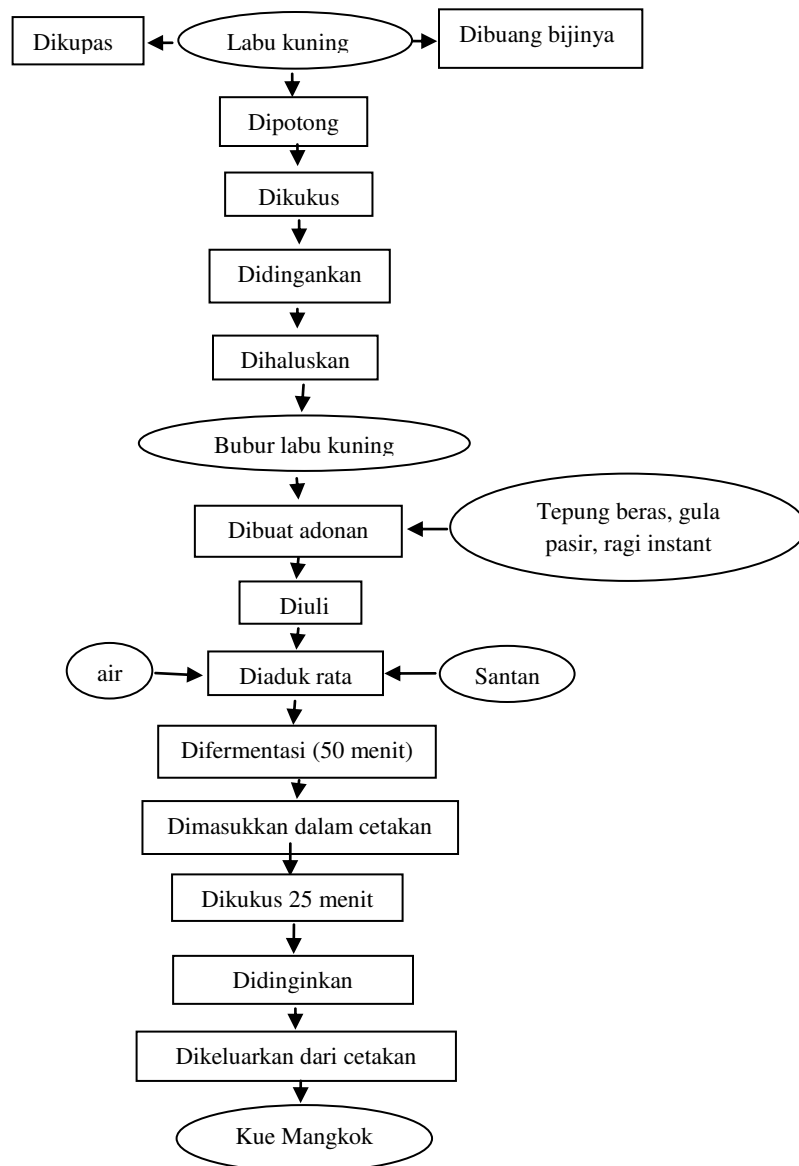 Dikupas
Labu kuning
Dibuang bijinya
Dipotong
Dikukus
Didingankan
Dihaluskan
Bubur labu kuning
Tepung beras, gula
pasir, ragi instant
Dibuat adonan
Diuli
air
Diaduk rata
Santan
Difermentasi (50 menit)
Dimasukkan dalam cetakan
Dikukus 25 menit
Didinginkan
Dikeluarkan dari cetakan
Kue Mangkok